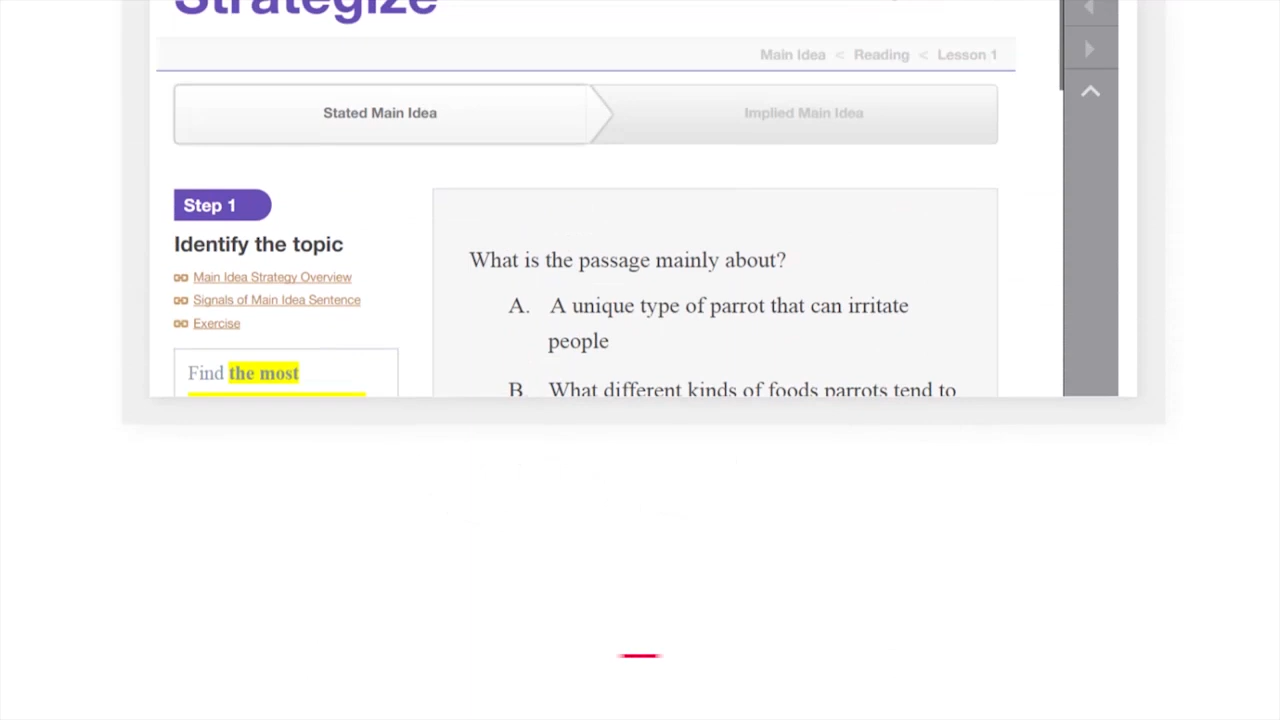 Strategize
Main Idea < Reading < Lesson 1
Stated Main Idea
Implied Main Idea
Step 1
Identify the topic
Main Idea Strategy Overview
Signals of Main Idea Sentence
Exercise
Find the most
What is the passage mainly about?
A. A unique type of parrot that can irritate
people
B. What different kinds of foods parrots tend to